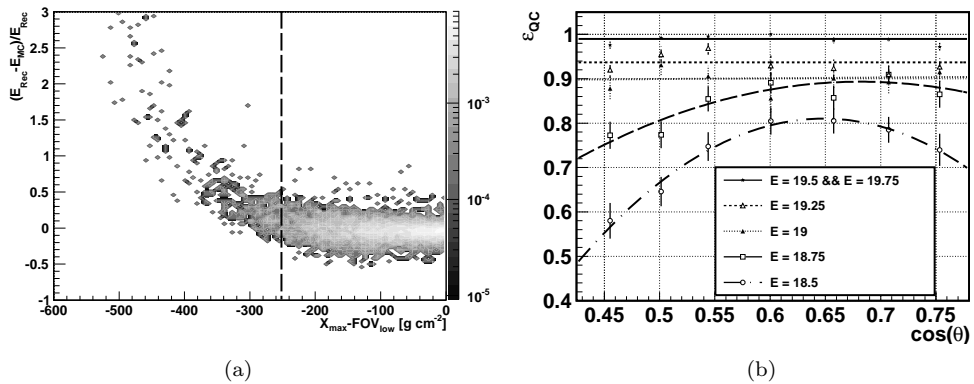 (E_Rec-E_MC)/E_Rec
3
2.5
2
1.5
1
0.5
0
-0.5
-1
-600 -500 -400 -300 -200 -100 0
X_max-FOV_low [g cm^-2]
10^-3
10^-4
10^-5
(a)
ε_QC
1
0.9
0.8
0.7
0.6
0.5
0.4
E = 19.5 && E = 19.75
E = 19.25
E = 19
E = 18.75
E = 18.5
0.45 0.5 0.55 0.6 0.65 0.7 0.75
cos(θ)
(b)